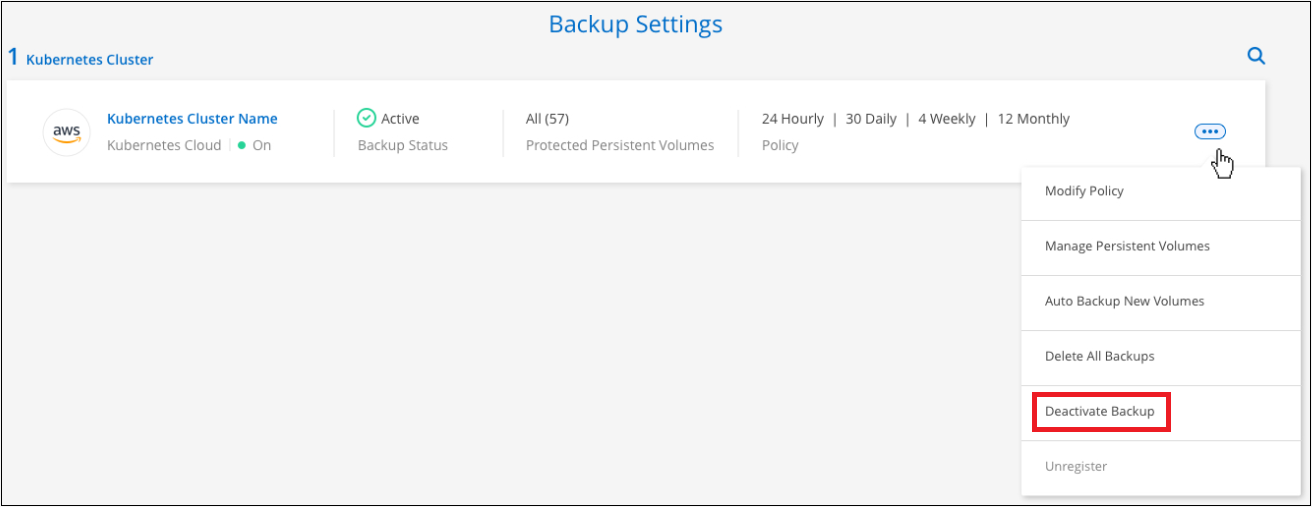 Backup Settings
1 Kubernetes Cluster
aws
Kubernetes Cluster Name
Kubernetes Cloud | On
Active
Backup Status
All (57)
Protected Persistent Volumes
24 Hourly | 30 Daily | 4 Weekly | 12 Monthly
Policy
Modify Policy
Manage Persistent Volumes
Auto Backup New Volumes
Delete All Backups
Deactivate Backup
Unregister